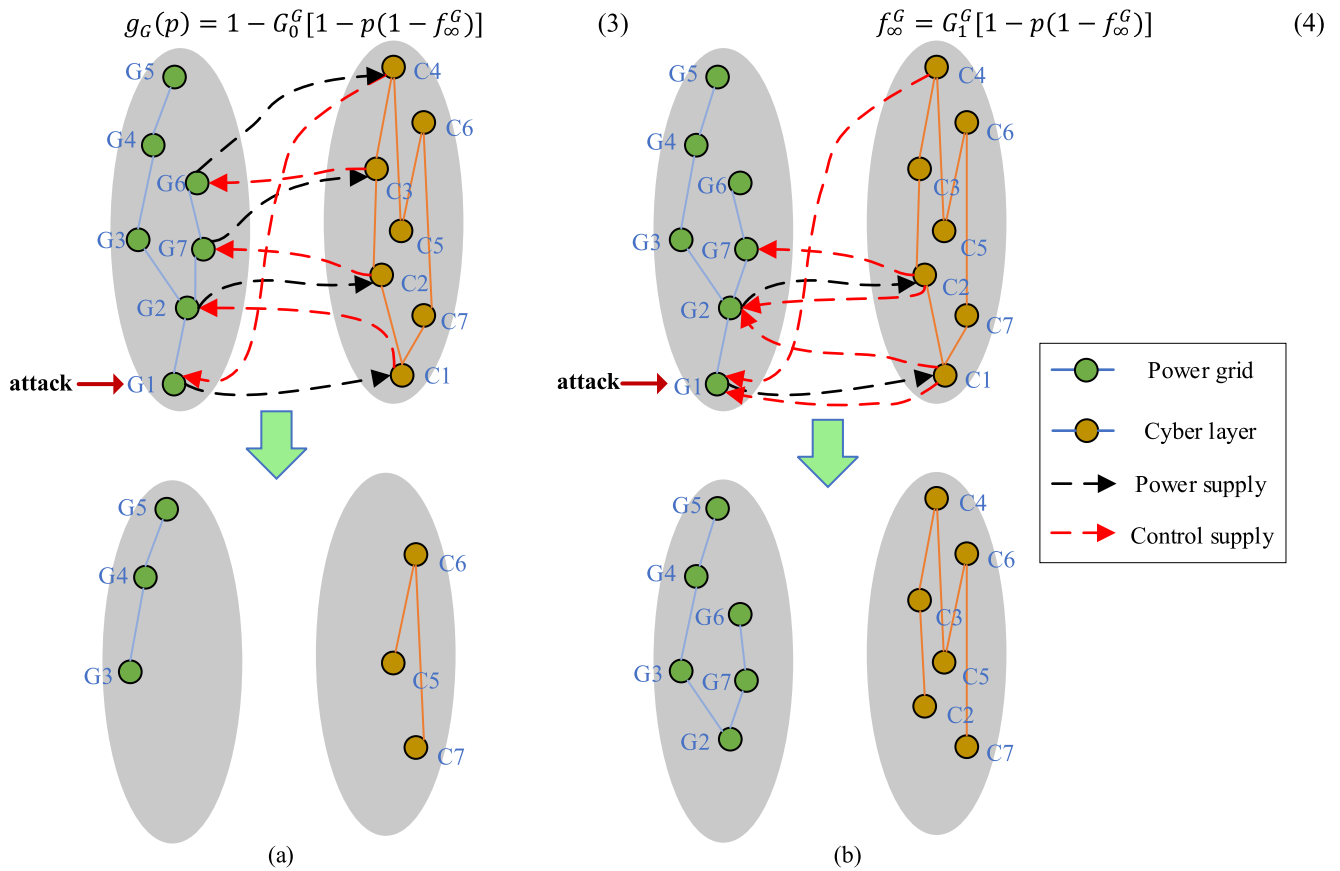 g_G(p) = 1 − G_0^G[1 − p(1 − f_∞^G)] (3)
f_∞^G = G_1^G[1 − p(1 − f_∞^G)] (4)
G5
G4
G6
G3
G7
G2
G1
attack
C4
C6
C3
C5
C2
C7
C1
G5
G4
G6
G3
G7
G2
G1
attack
C4
C6
C3
C5
C2
C7
C1
Power grid
Cyber layer
Power supply
Control supply
G5
G4
G3
C6
C5
C7
G5
G4
G6
G3
G7
G2
C4
C6
C3
C5
C2
C7
(a)
(b)